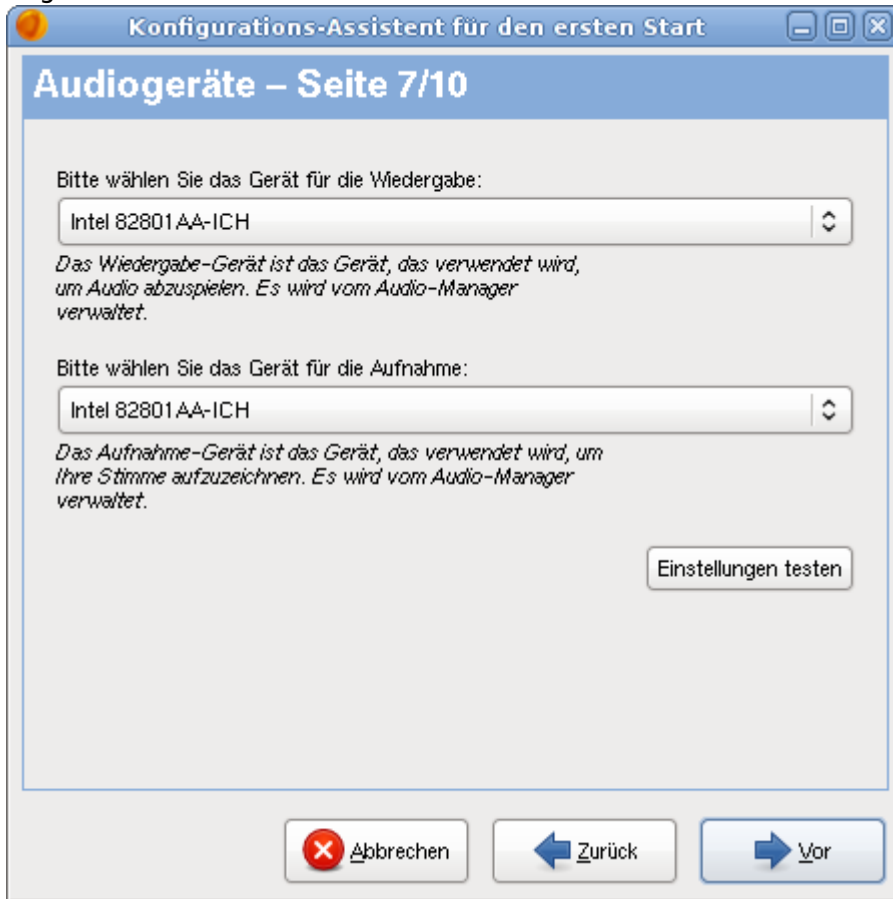 Konfigurations-Assistent für den ersten Start
Audiogeräte – Seite 7/10
Bitte wählen Sie das Gerät für die Wiedergabe:
Intel 82801AA-ICH
Das Wiedergabe-Gerät ist das Gerät, das verwendet wird,
um Audio abzuspielen. Es wird vom Audio-Manager
verwaltet.
Bitte wählen Sie das Gerät für die Aufnahme:
Intel 82801AA-ICH
Das Aufnahme-Gerät ist das Gerät, das verwendet wird, um
Ihre Stimme aufzuzeichnen. Es wird vom Audio-Manager
verwaltet.
Einstellungen testen
Abbrechen
Zurück
Vor